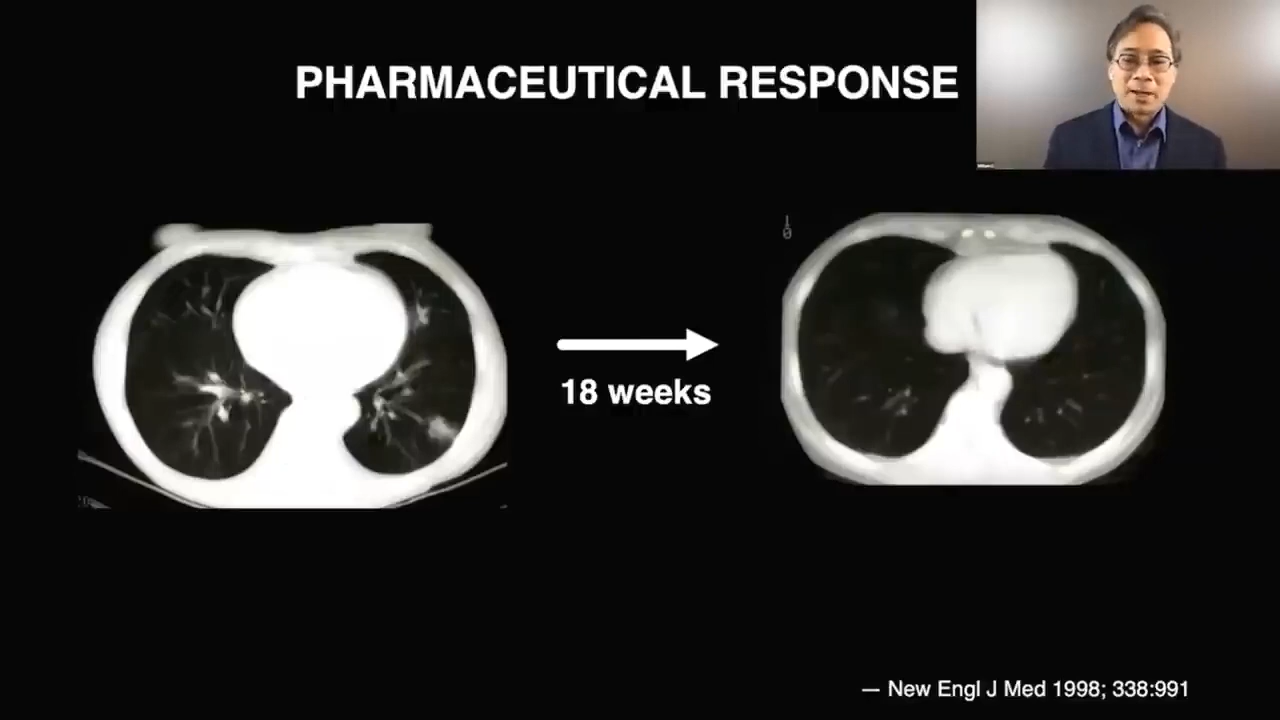 PHARMACEUTICAL RESPONSE
18 weeks
— New Engl J Med 1998; 338:991